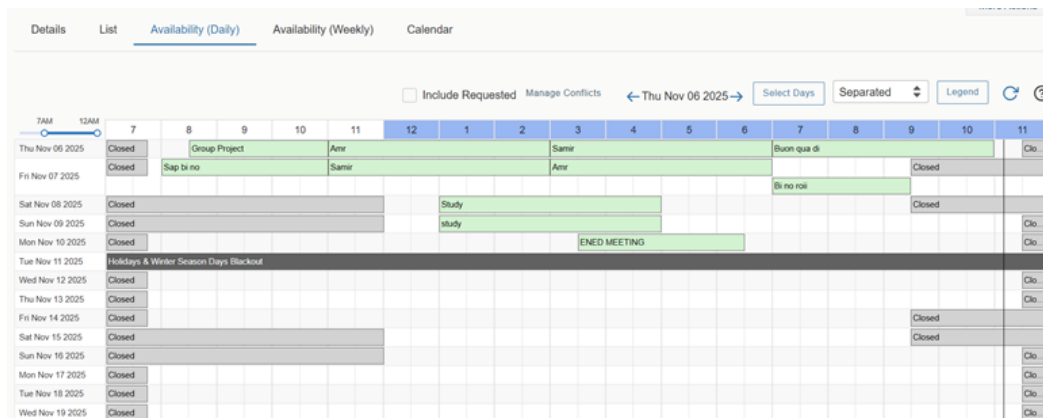 Details List Availability (Daily) Availability (Weekly) Calendar
Include Requested Manage Conflicts Thu Nov 06 2025 Select Days Separated Legend
7AM 12AM
7 8 9 10 11 12 1 2 3 4 5 6 7 8 9 10 11
Thu Nov 06 2025 Closed Group Project Amr Samir Buon qua di Clo...
Fri Nov 07 2025 Closed Sap bi no Samir Amr Closed
Bi no roii
Sat Nov 08 2025 Closed Study Closed
Sun Nov 09 2025 Closed study Clo...
Mon Nov 10 2025 Closed ENED MEETING Clo...
Tue Nov 11 2025 Holidays & Winter Season Days Blackout
Wed Nov 12 2025 Closed Clo...
Thu Nov 13 2025 Closed Clo...
Fri Nov 14 2025 Closed Closed
Sat Nov 15 2025 Closed Closed
Sun Nov 16 2025 Closed Clo...
Mon Nov 17 2025 Closed Clo...
Tue Nov 18 2025 Closed Clo...
Wed Nov 19 2025 Closed Clo...